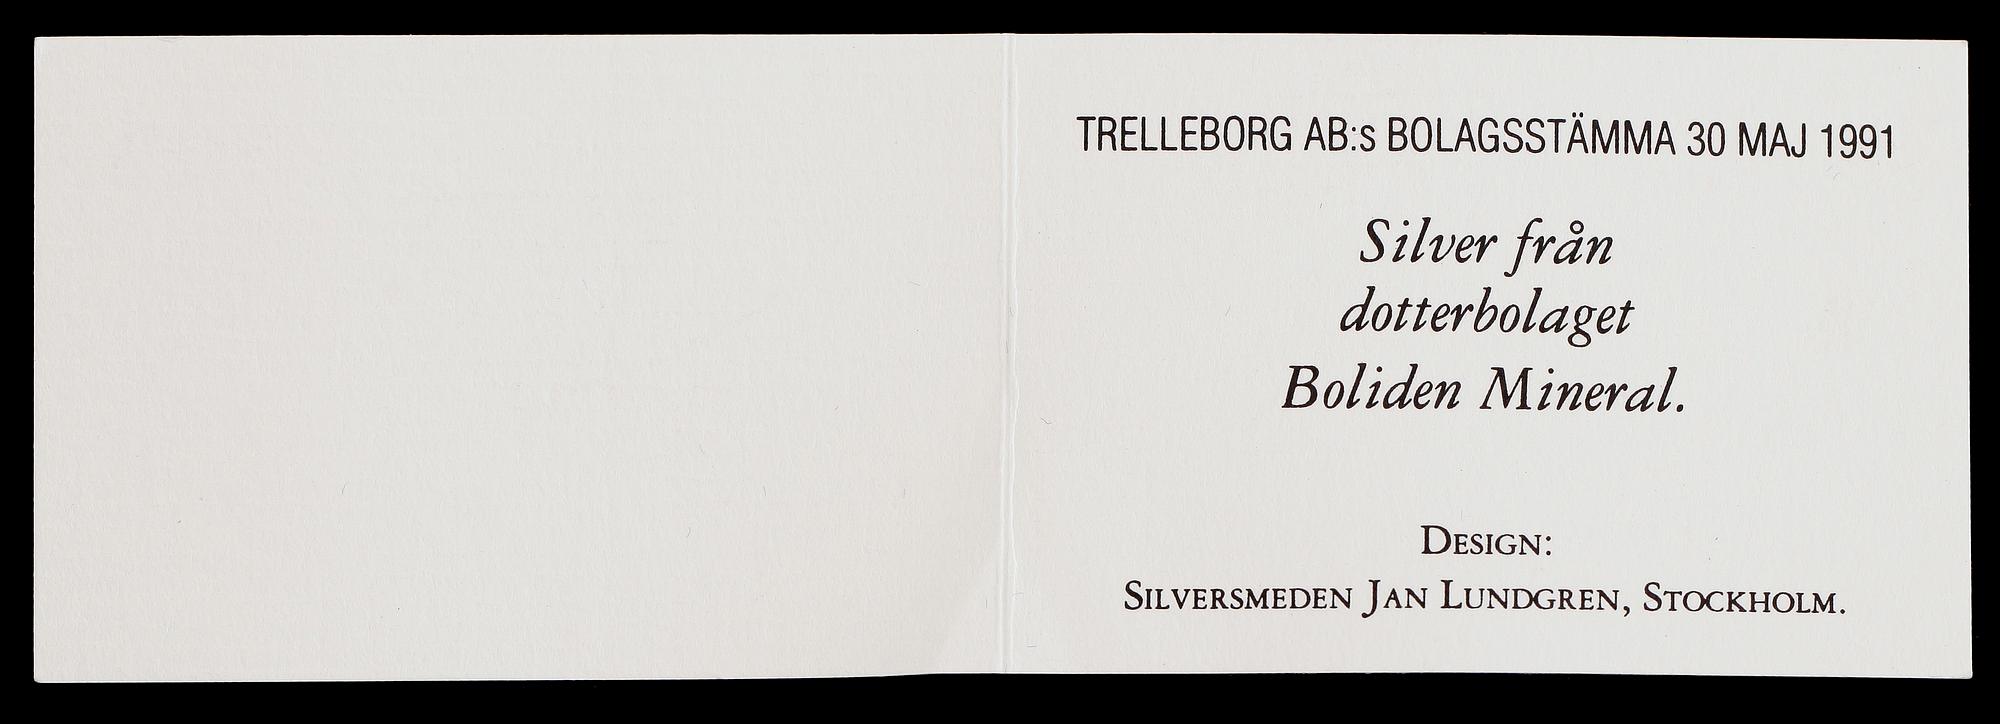 TRELLEBORG AB:s BOLAGSSTÄMMA 30 MAJ 1991
Silver från
dotterbolaget
Boliden Mineral.
DESIGN:
SILVERSMEDEN JAN LUNDGREN, STOCKHOLM.